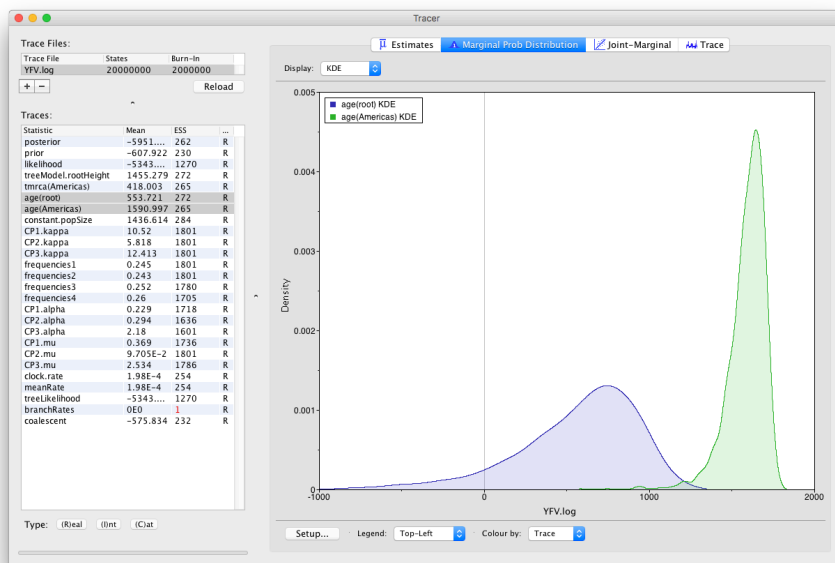 Tracer
Trace Files:
Trace File States Burn-In
YFV.log 20000000 2000000
+ − Reload
Traces:
Statistic Mean ESS ...
posterior -5951.... 262 R
prior -607.922 230 R
likelihood -5343.... 1270 R
treeModel.rootHeight 1455.279 272 R
tmrca(Americas) 418.003 265 R
age(root) 553.721 272 R
age(Americas) 1590.997 265 R
constant.popSize 1436.614 284 R
CP1.kappa 10.52 1801 R
CP2.kappa 5.818 1801 R
CP3.kappa 12.413 1801 R
frequencies1 0.245 1801 R
frequencies2 0.243 1801 R
frequencies3 0.252 1780 R
frequencies4 0.26 1705 R
CP1.alpha 0.229 1718 R
CP2.alpha 0.294 1636 R
CP3.alpha 2.18 1601 R
CP1.mu 0.369 1736 R
CP2.mu 9.705E-2 1801 R
CP3.mu 2.534 1786 R
clock.rate 1.98E-4 254 R
meanRate 1.98E-4 254 R
treeLikelihood -5343.... 1270 R
branchRates 0E0 1 R
coalescent -575.834 232 R
Type: (R)eal (I)nt (C)at
Estimates Marginal Prob Distribution Joint-Marginal Trace
Display: KDE
age(root) KDE
age(Americas) KDE
0.005
0.004
0.003
0.002
0.001
0
Density
-1000 0 1000 2000
YFV.log
Setup... Legend: Top-Left Colour by: Trace